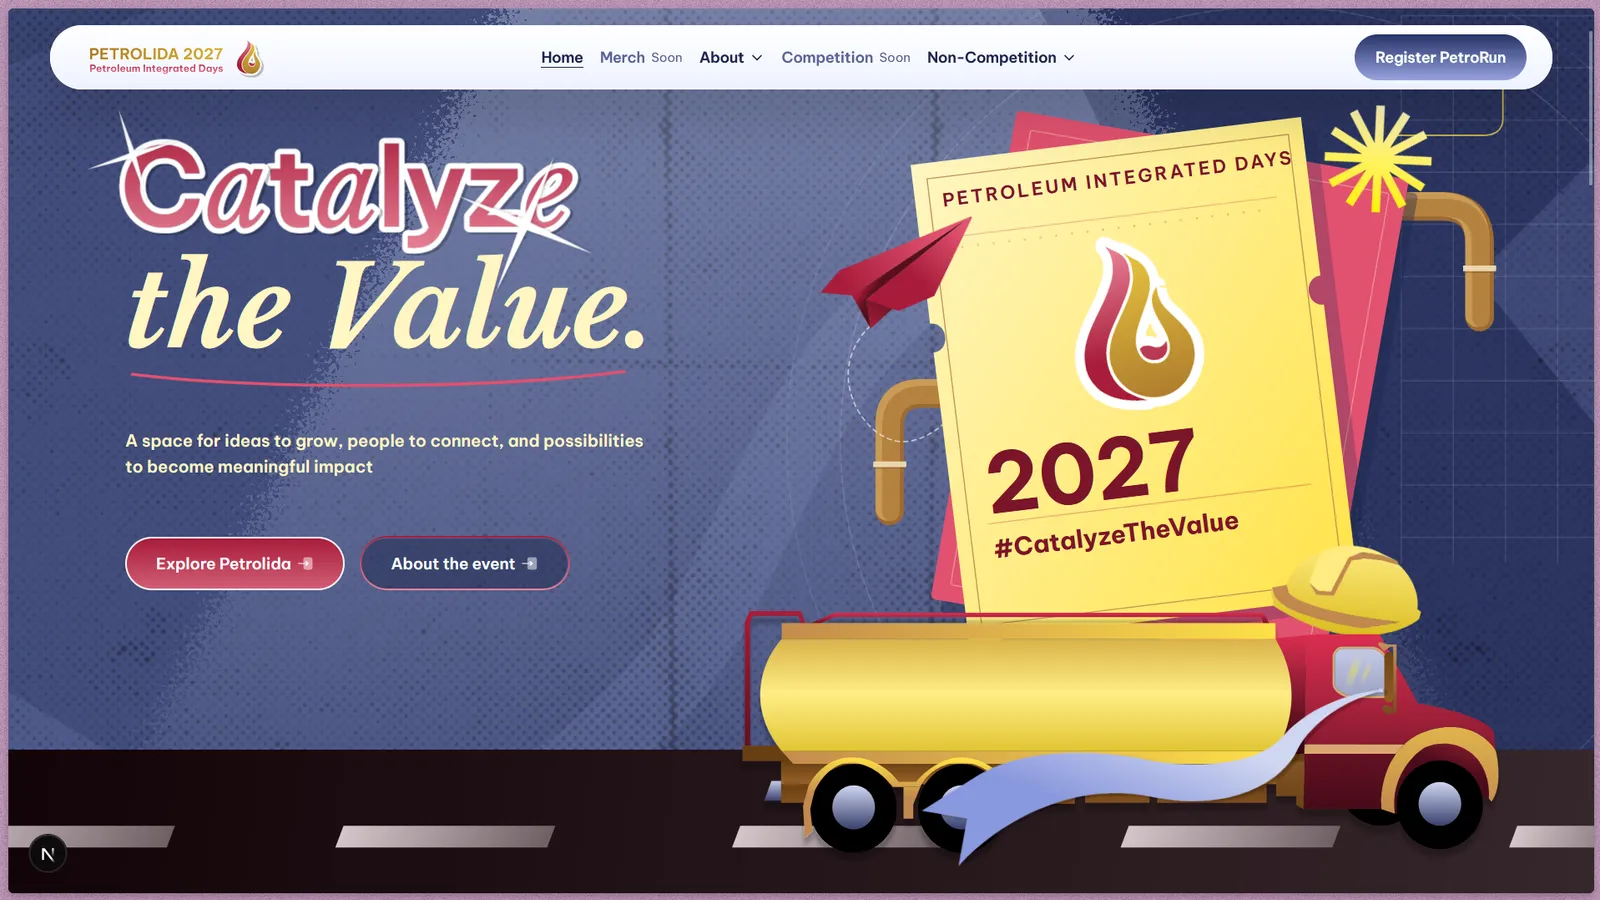 PETROLIDA 2027
Petroleum Integrated Days
Home Merch Soon About Competition Soon Non-Competition
Register PetroRun
Catalyze
the Value.
A space for ideas to grow, people to connect, and possibilities
to become meaningful impact
Explore Petrolida
About the event
PETROLEUM INTEGRATED DAYS
2027
#CatalyzeTheValue
N